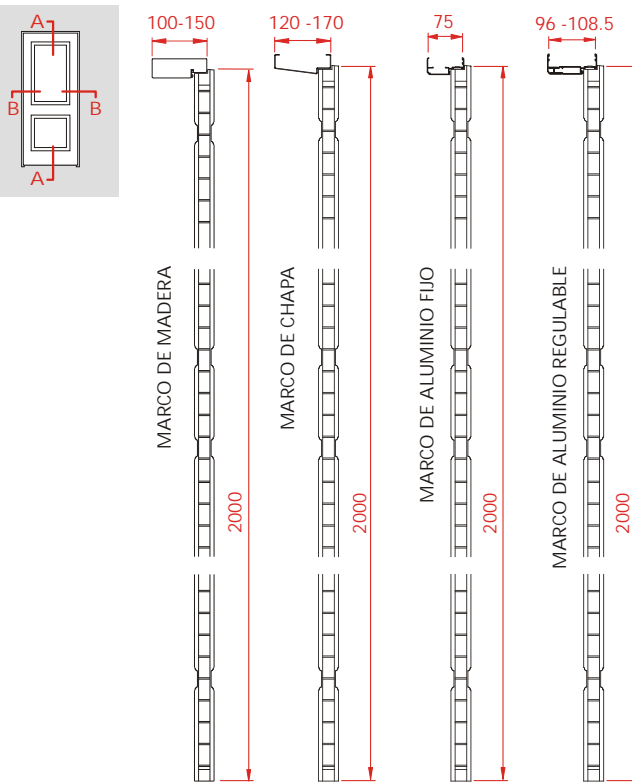 A
B
B
A
100-150
120 -170
75
96 -108.5
MARCO DE MADERA
2000
MARCO DE CHAPA
2000
MARCO DE ALUMINIO FIJO
2000
MARCO DE ALUMINIO REGULABLE
2000